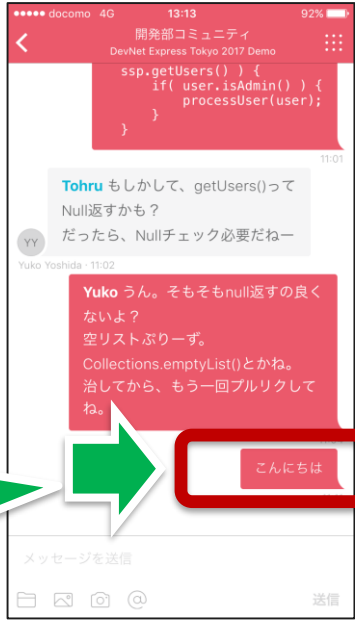 docomo 4G 13:13 92%
開発部コミュニティ
DevNet Express Tokyo 2017 Demo
ssp.getUsers() ) {
if( user.isAdmin() ) {
processUser(user);
}
}
11:01
Tohru もしかして、getUsers()って
Null返すかも？
だったら、Nullチェック必要だねー
YY
Yuko Yoshida · 11:02
Yuko うん。そもそもnull返すの良く
ないよ？
空リストぷりーず。
Collections.emptyList()とかね。
治してから、もう一回プルリクして
ね。
こんにちは
メッセージを送信
@
送信